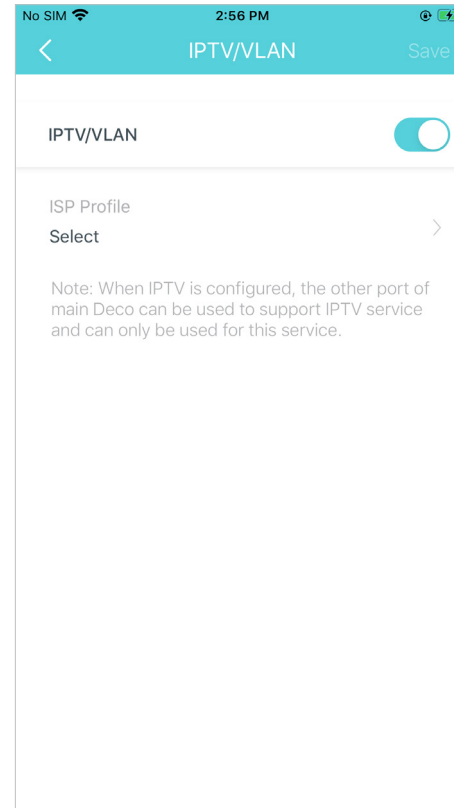 No SIM 2:56 PM
IPTV/VLAN Save
IPTV/VLAN
ISP Profile
Select
Note: When IPTV is configured, the other port of
main Deco can be used to support IPTV service
and can only be used for this service.